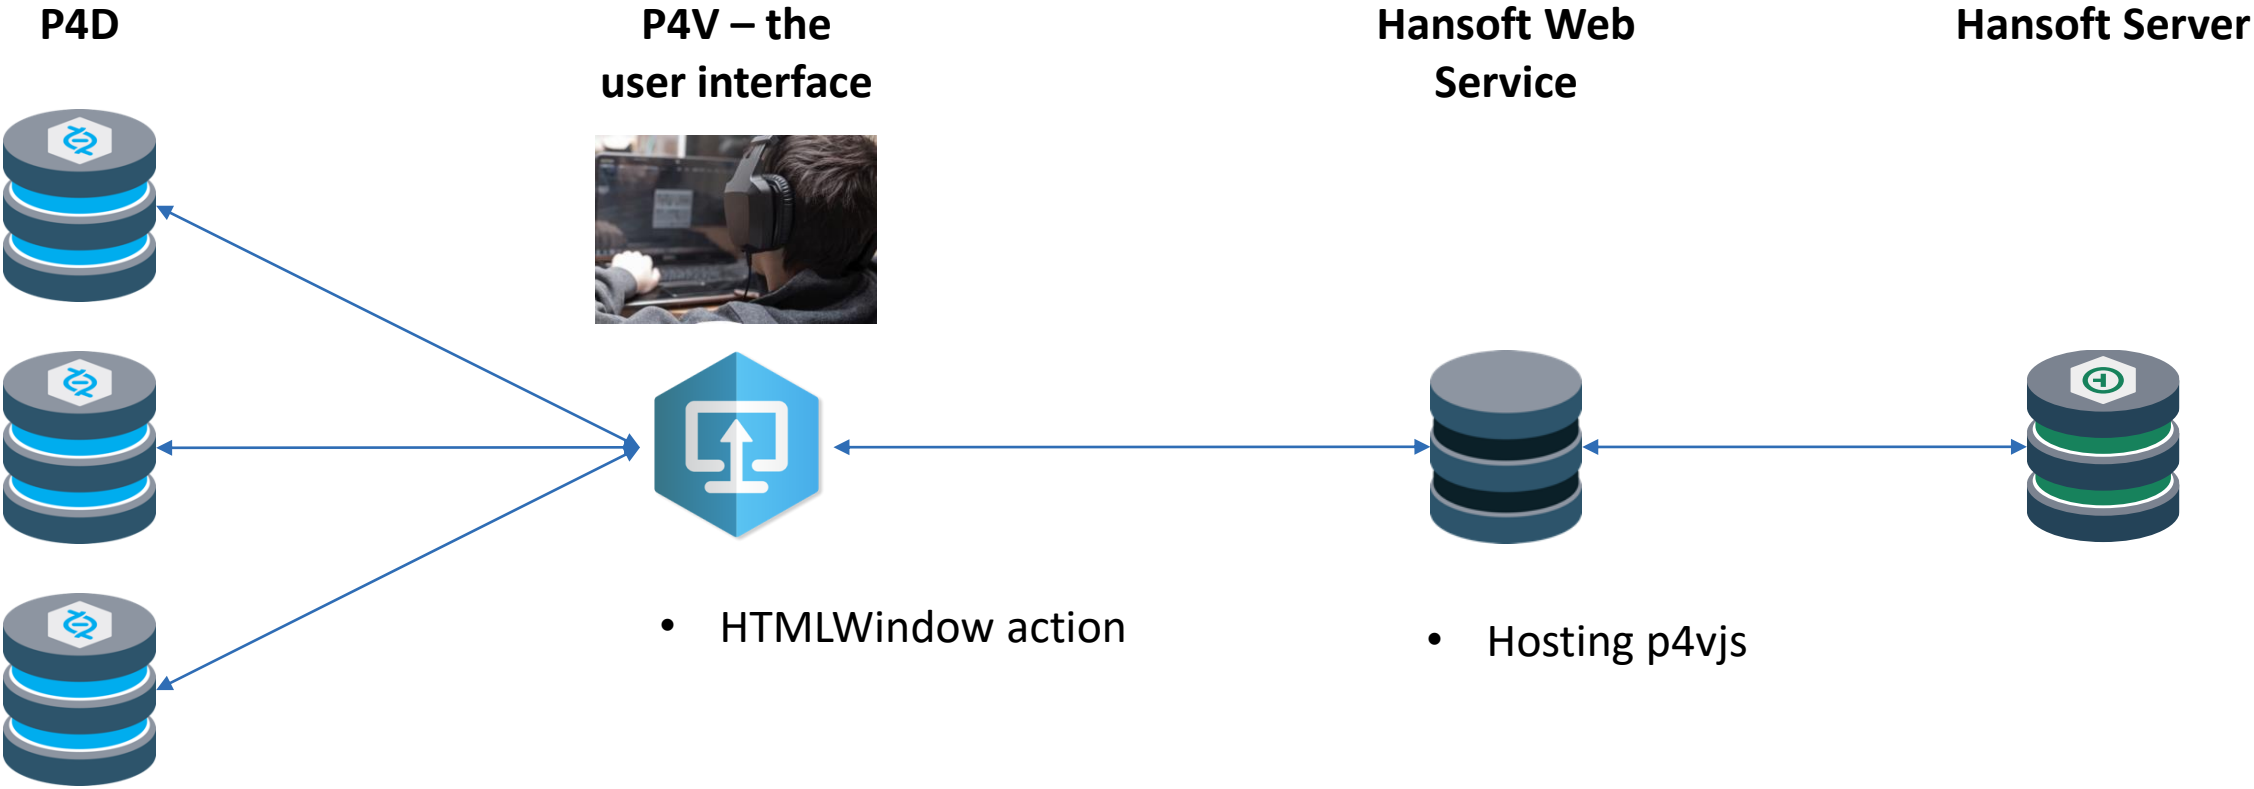 P4D
P4V – the
user interface
Hansoft Web
Service
Hansoft Server
• HTMLWindow action
• Hosting p4vjs